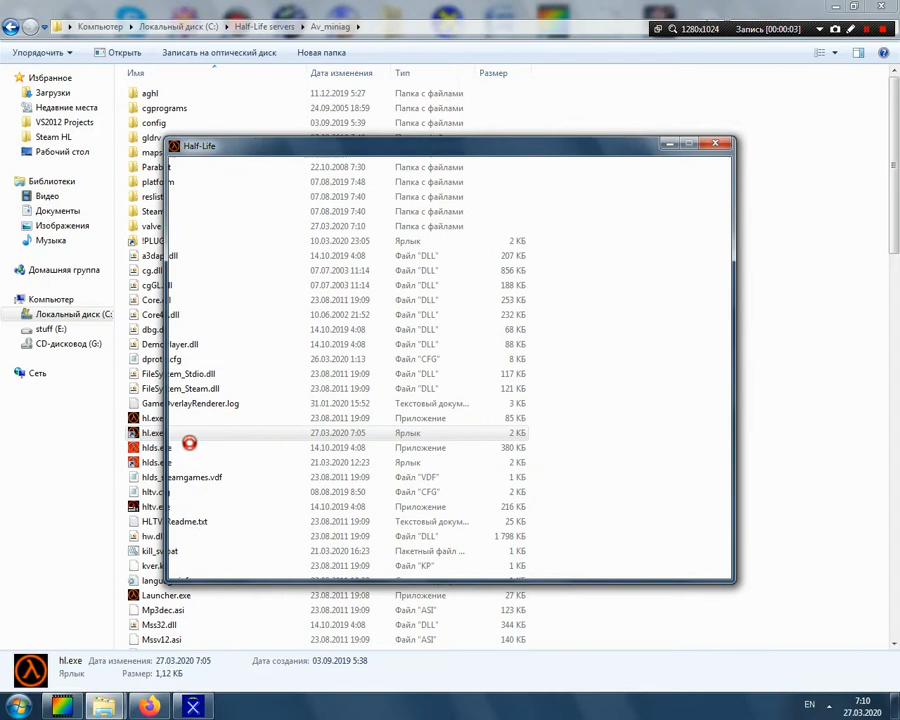 Компьютер ▸ Локальный диск (C:) ▸ Half-Life servers ▸ Av_miniag ▸
1280x1024 Запись [00:00:03]
Упорядочить Открыть Записать на оптический диск Новая папка
Избранное
Загрузки
Недавние места
VS2012 Projects
Steam HL
Рабочий стол
Библиотеки
Видео
Документы
Изображения
Музыка
Домашняя группа
Компьютер
Локальный диск (C:
stuff (E:)
CD-дисковод (G:)
Сеть
Имя Дата изменения Тип Размер
aghl 11.12.2019 5:27 Папка с файлами
cgprograms 24.09.2005 18:59 Папка с файлами
config 03.09.2019 5:39 Папка с файлами
gldrv
Half-Life
maps
22.10.2008 7:30 Папка с файлами
platform 07.08.2019 7:48 Папка с файлами
reslist 07.08.2019 7:40 Папка с файлами
Steam 07.08.2019 7:40 Папка с файлами
valve 27.03.2020 7:10 Папка с файлами
!PLUG 10.03.2020 23:05 Ярлык 2 КБ
a3dapi.dll 14.10.2019 4:08 Файл "DLL" 207 КБ
cg.dll 07.07.2003 11:14 Файл "DLL" 856 КБ
cgGL.dll 07.07.2003 11:14 Файл "DLL" 188 КБ
Core.dll 23.08.2011 19:09 Файл "DLL" 253 КБ
10.06.2002 21:52 Файл "DLL" 232 КБ
dbg.d 14.10.2019 4:08 Файл "DLL" 68 КБ
DemoPlayer.dll 14.10.2019 4:08 Файл "DLL" 88 КБ
dproto.cfg 26.03.2020 1:13 Файл "CFG" 8 КБ
FileSystem_Stdio.dll 23.08.2011 19:09 Файл "DLL" 117 КБ
FileSystem_Steam.dll 23.08.2011 19:09 Файл "DLL" 121 КБ
GameOverlayRenderer.log 31.01.2020 15:52 Текстовый докум... 3 КБ
hl.exe 23.08.2011 19:09 Приложение 85 КБ
hl.exe 27.03.2020 7:05 Ярлык 2 КБ
hlds.exe 14.10.2019 4:08 Приложение 380 КБ
hlds.exe 21.03.2020 12:23 Ярлык 2 КБ
hlds_steamgames.vdf 23.08.2011 19:09 Файл "VDF" 1 КБ
hltv.cfg 08.08.2019 8:50 Файл "CFG" 2 КБ
hltv.exe 14.10.2019 4:08 Приложение 216 КБ
HLTV-Readme.txt 23.08.2011 19:09 Текстовый докум... 25 КБ
hw.dll 23.08.2011 19:09 Файл "DLL" 1 798 КБ
21.03.2020 16:23 Пакетный файл ... 1 КБ
23.08.2011 19:09 Файл "KP" 1 КБ
Launcher.exe 23.08.2011 19:08 Приложение 27 КБ
Mp3dec.asi 23.08.2011 19:09 Файл "ASI" 123 КБ
Mss32.dll 14.10.2019 4:08 Файл "DLL" 344 КБ
Mssv12.asi 23.08.2011 19:09 Файл "ASI" 140 КБ
hl.exe Дата изменения: 27.03.2020 7:05 Дата создания: 03.09.2019 5:38
Ярлык Размер: 1,12 КБ
EN 7:10
27.03.2020